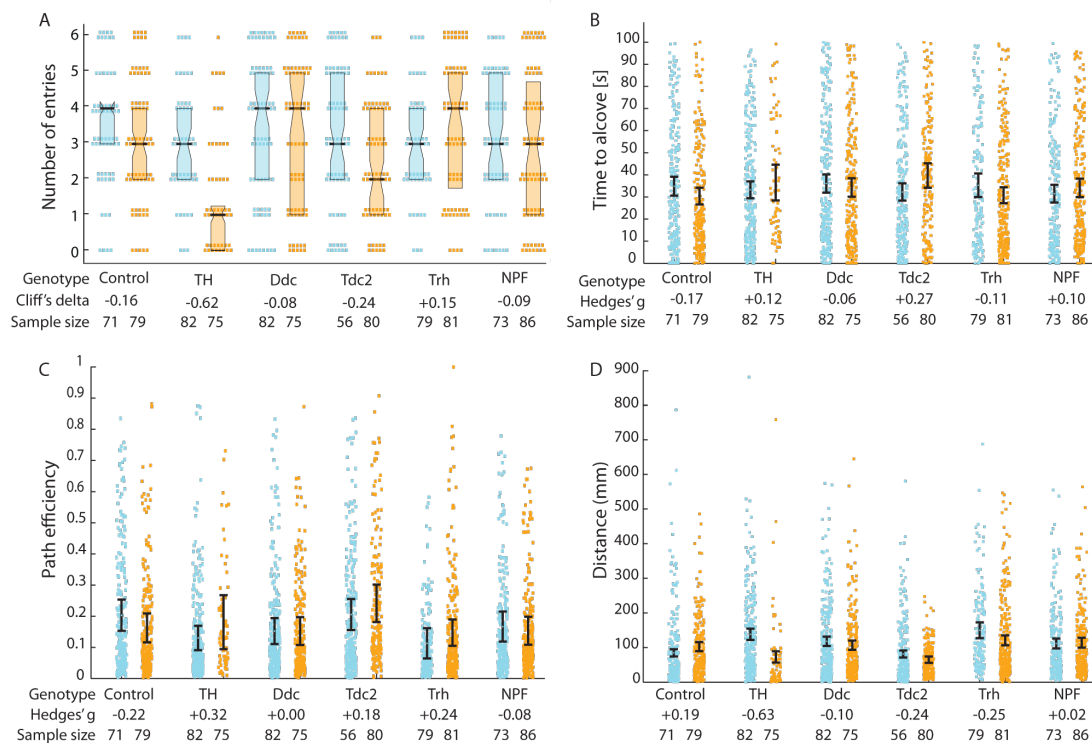 A
Number of entries
6
5
4
3
2
1
0
Genotype Control TH Ddc Tdc2 Trh NPF
Cliff's delta -0.16 -0.62 -0.08 -0.24 +0.15 -0.09
Sample size 71 79 82 75 82 75 56 80 79 81 73 86
B
Time to alcove [s]
100
90
80
70
60
50
40
30
20
10
0
Genotype Control TH Ddc Tdc2 Trh NPF
Hedges' g -0.17 +0.12 -0.06 +0.27 -0.11 +0.10
Sample size 71 79 82 75 82 75 56 80 79 81 73 86
C
Path efficiency
1
0.9
0.8
0.7
0.6
0.5
0.4
0.3
0.2
0.1
0
Genotype Control TH Ddc Tdc2 Trh NPF
Hedges' g -0.22 +0.32 +0.00 +0.18 +0.24 -0.08
Sample size 71 79 82 75 82 75 56 80 79 81 73 86
D
Distance (mm)
900
800
700
900
500
400
300
200
100
0
Genotype Control TH Ddc Tdc2 Trh NPF
Hedges' g +0.19 -0.63 -0.10 -0.24 -0.25 +0.02
Sample size 71 79 82 75 82 75 56 80 79 81 73 86